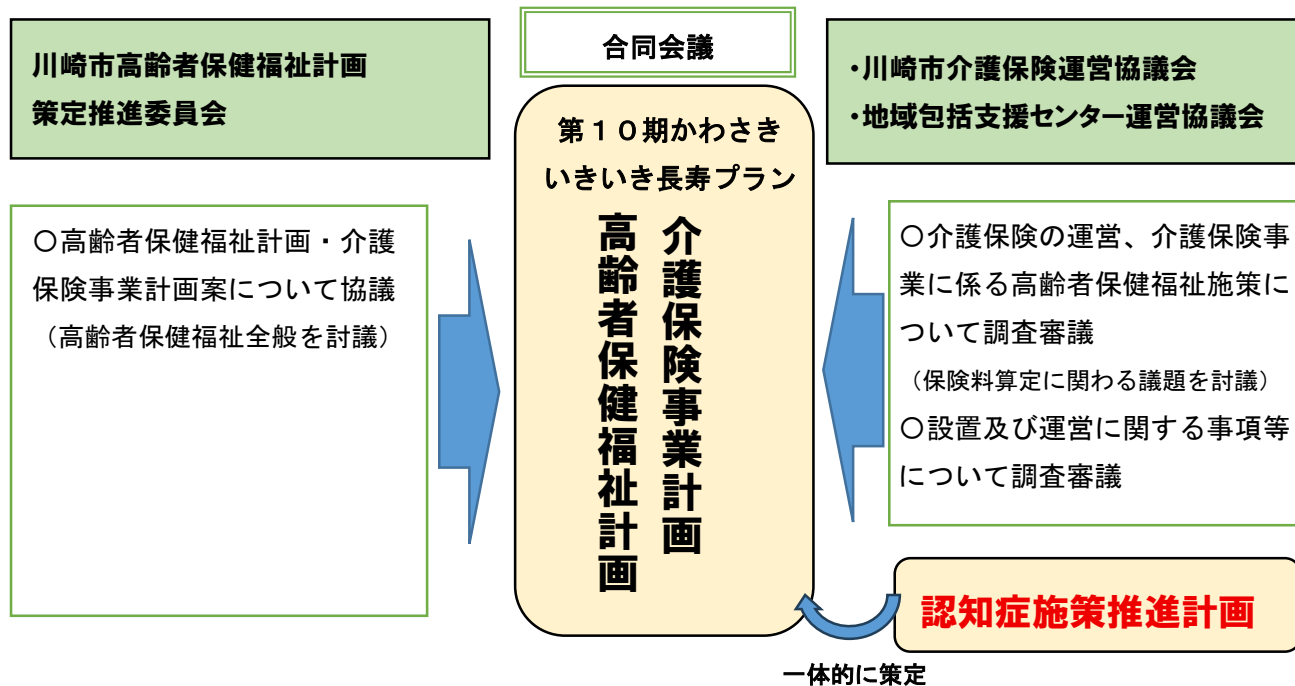 川崎市高齢者保健福祉計画
策定推進委員会
〇高齢者保健福祉計画・介護
保険事業計画案について協議
（高齢者保健福祉全般を討議）
合同会議
第１０期かわさき
いきいき長寿プラン
介護保険事業計画
高齢者保健福祉計画
・川崎市介護保険運営協議会
・地域包括支援センター運営協議会
〇介護保険の運営、介護保険事
業に係る高齢者保健福祉施策に
ついて調査審議
（保険料算定に関わる議題を討議）
〇設置及び運営に関する事項等
について調査審議
認知症施策推進計画
一体的に策定